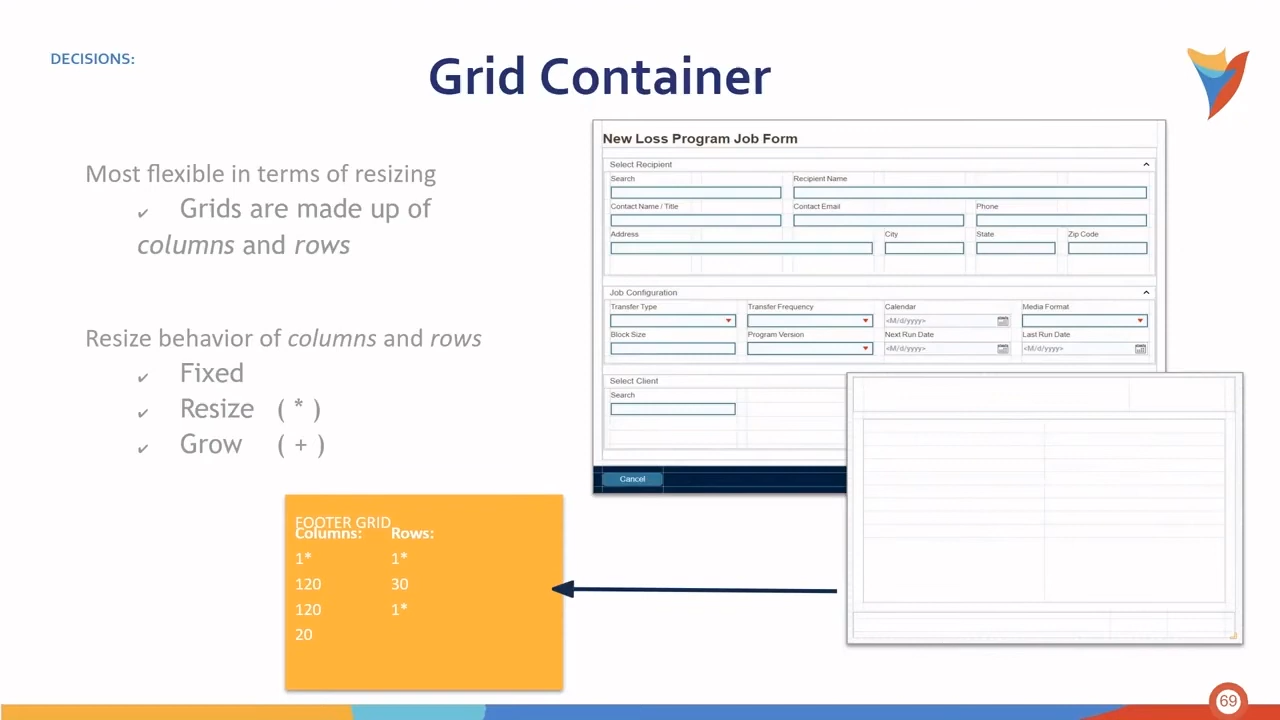 DECISIONS:
Grid Container
Most flexible in terms of resizing
✔ Grids are made up of
columns and rows
Resize behavior of columns and rows
✔ Fixed
✔ Resize ( * )
✔ Grow ( + )
New Loss Program Job Form
Select Recipient
Search Recipient Name
Contact Name / Title Contact Email Phone
Address City State Zip Code
Job Configuration
Transfer Type Transfer Frequency Calendar Media Format
<M/d/yyyy>
Block Size Program Version Next Run Date Last Run Date
<M/d/yyyy> <M/d/yyyy>
Select Client
Search
Cancel
FOOTER GRID
Columns: Rows:
1* 1*
120 30
120 1*
20
69